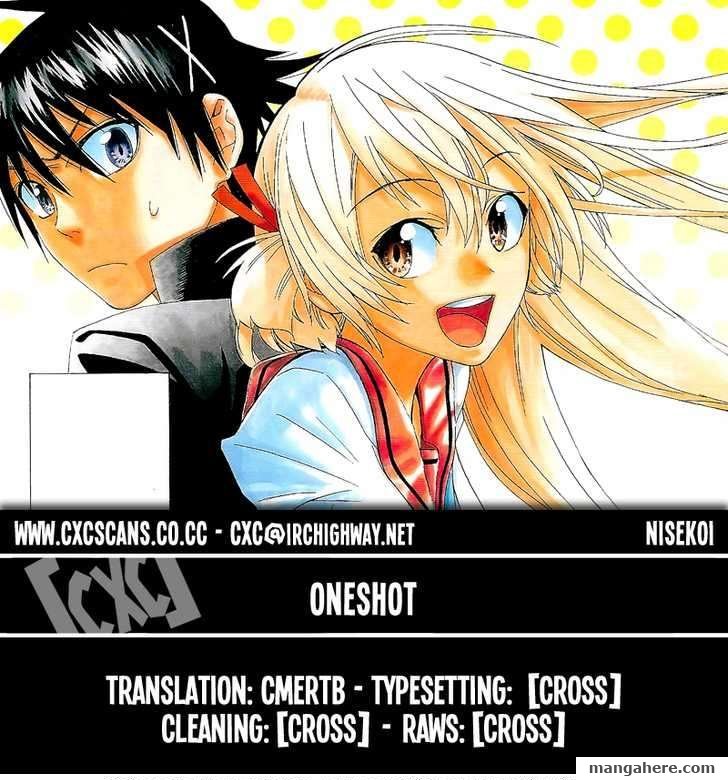 WWW.CXCSCANS.CO.CC - CXC@IRCHIGHWAY.NET NISEKOI
[CXC]
ONESHOT
TRANSLATION: CMERTB - TYPESETTING: [CROSS]
CLEANING: [CROSS] - RAWS: [CROSS]
mangahere.com